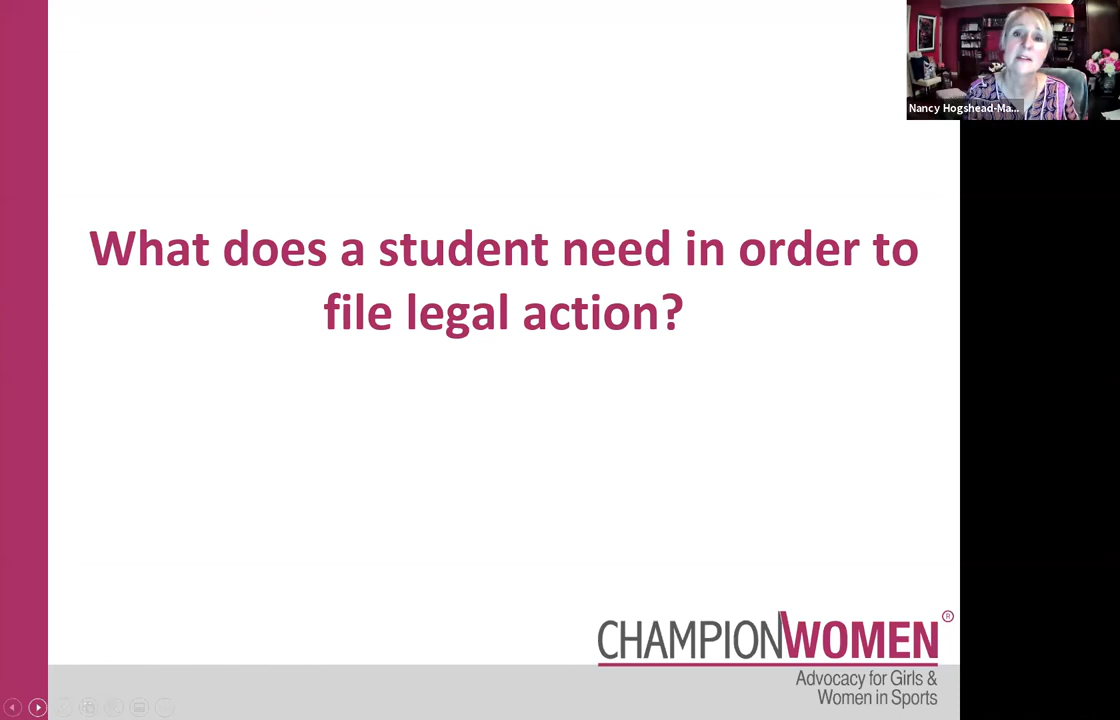 Nancy Hogshead-Ma...
What does a student need in order to
file legal action?
CHAMPIONWOMEN®
Advocacy for Girls &
Women in Sports